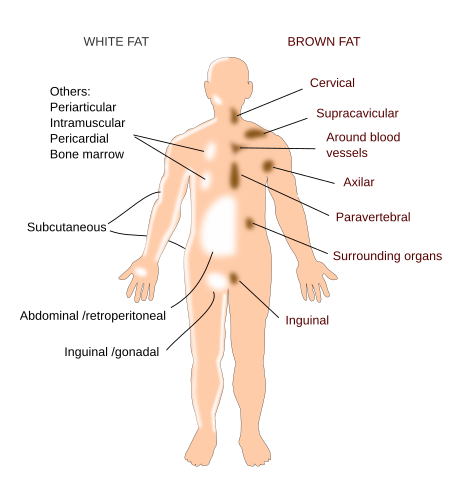 WHITE FAT
BROWN FAT
Others:
Periarticular
Intramuscular
Pericardial
Bone marrow
Subcutaneous
Abdominal /retroperitoneal
Inguinal /gonadal
Cervical
Supracavicular
Around blood
vessels
Axilar
Paravertebral
Surrounding organs
Inguinal